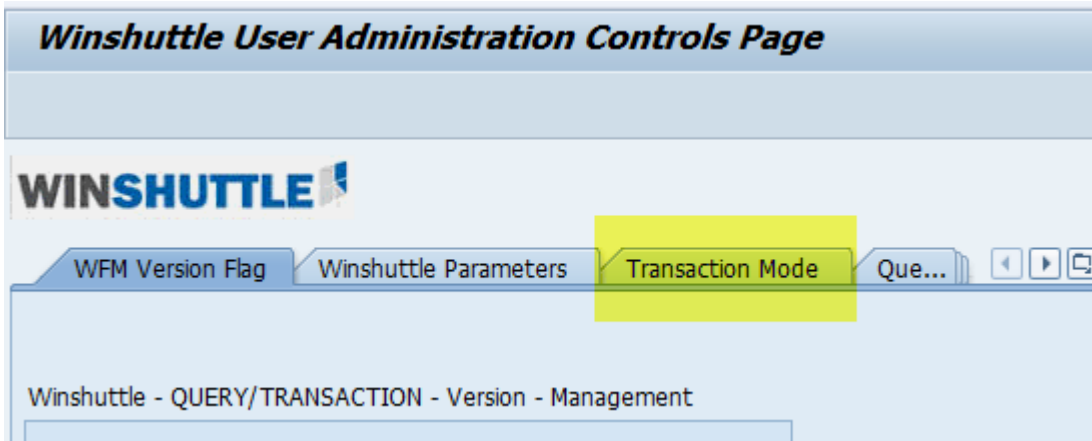 Winshuttle User Administration Controls Page
WINSHUTTLE
WFM Version Flag Winshuttle Parameters Transaction Mode Que...
Winshuttle - QUERY/TRANSACTION - Version - Management